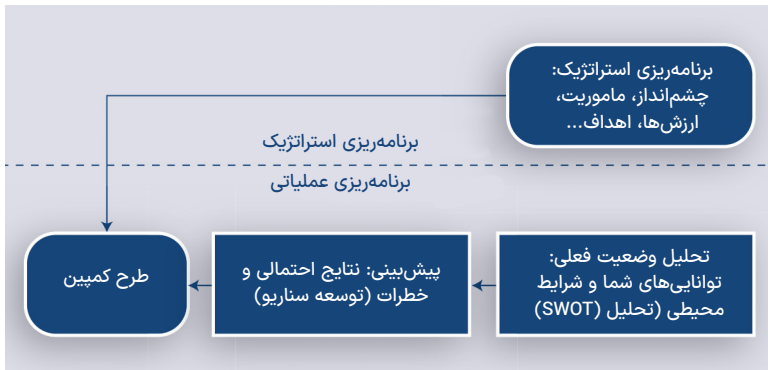 برنامه‌ریزی استراتژیک:
چشم‌انداز، ماموریت،
ارزش‌ها، اهداف...
برنامه‌ریزی استراتژیک
برنامه‌ریزی عملیاتی
تحلیل وضعیت فعلی:
توانایی‌های شما و شرایط
محیطی (تحلیل (SWOT)
پیش‌بینی: نتایج احتمالی و
خطرات (توسعه سناریو)
طرح کمپین